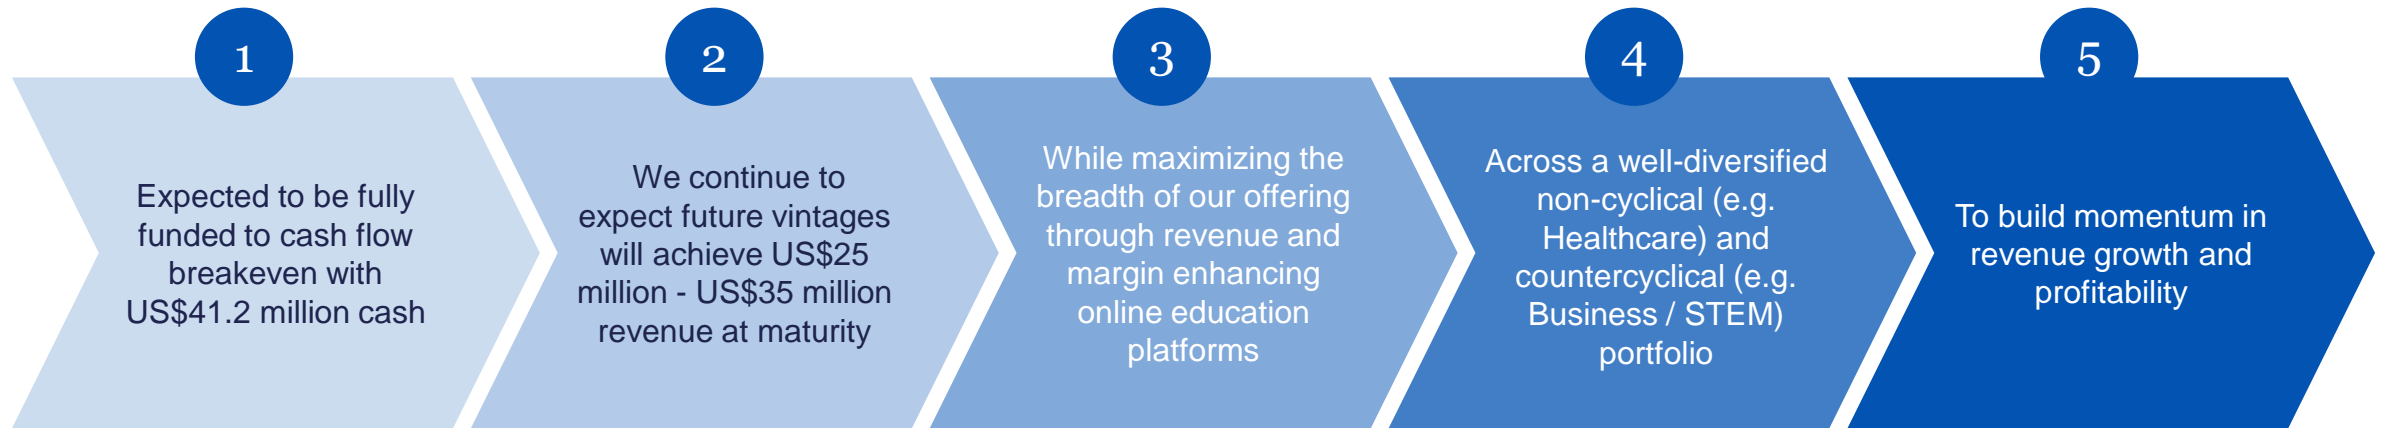 1
Expected to be fully
funded to cash flow
breakeven with
US$41.2 million cash
2
We continue to
expect future vintages
will achieve US$25
million - US$35 million
revenue at maturity
3
While maximizing the
breadth of our offering
through revenue and
margin enhancing
online education
platforms
4
Across a well-diversified
non-cyclical (e.g.
Healthcare) and
countercyclical (e.g.
Business / STEM)
portfolio
5
To build momentum in
revenue growth and
profitability